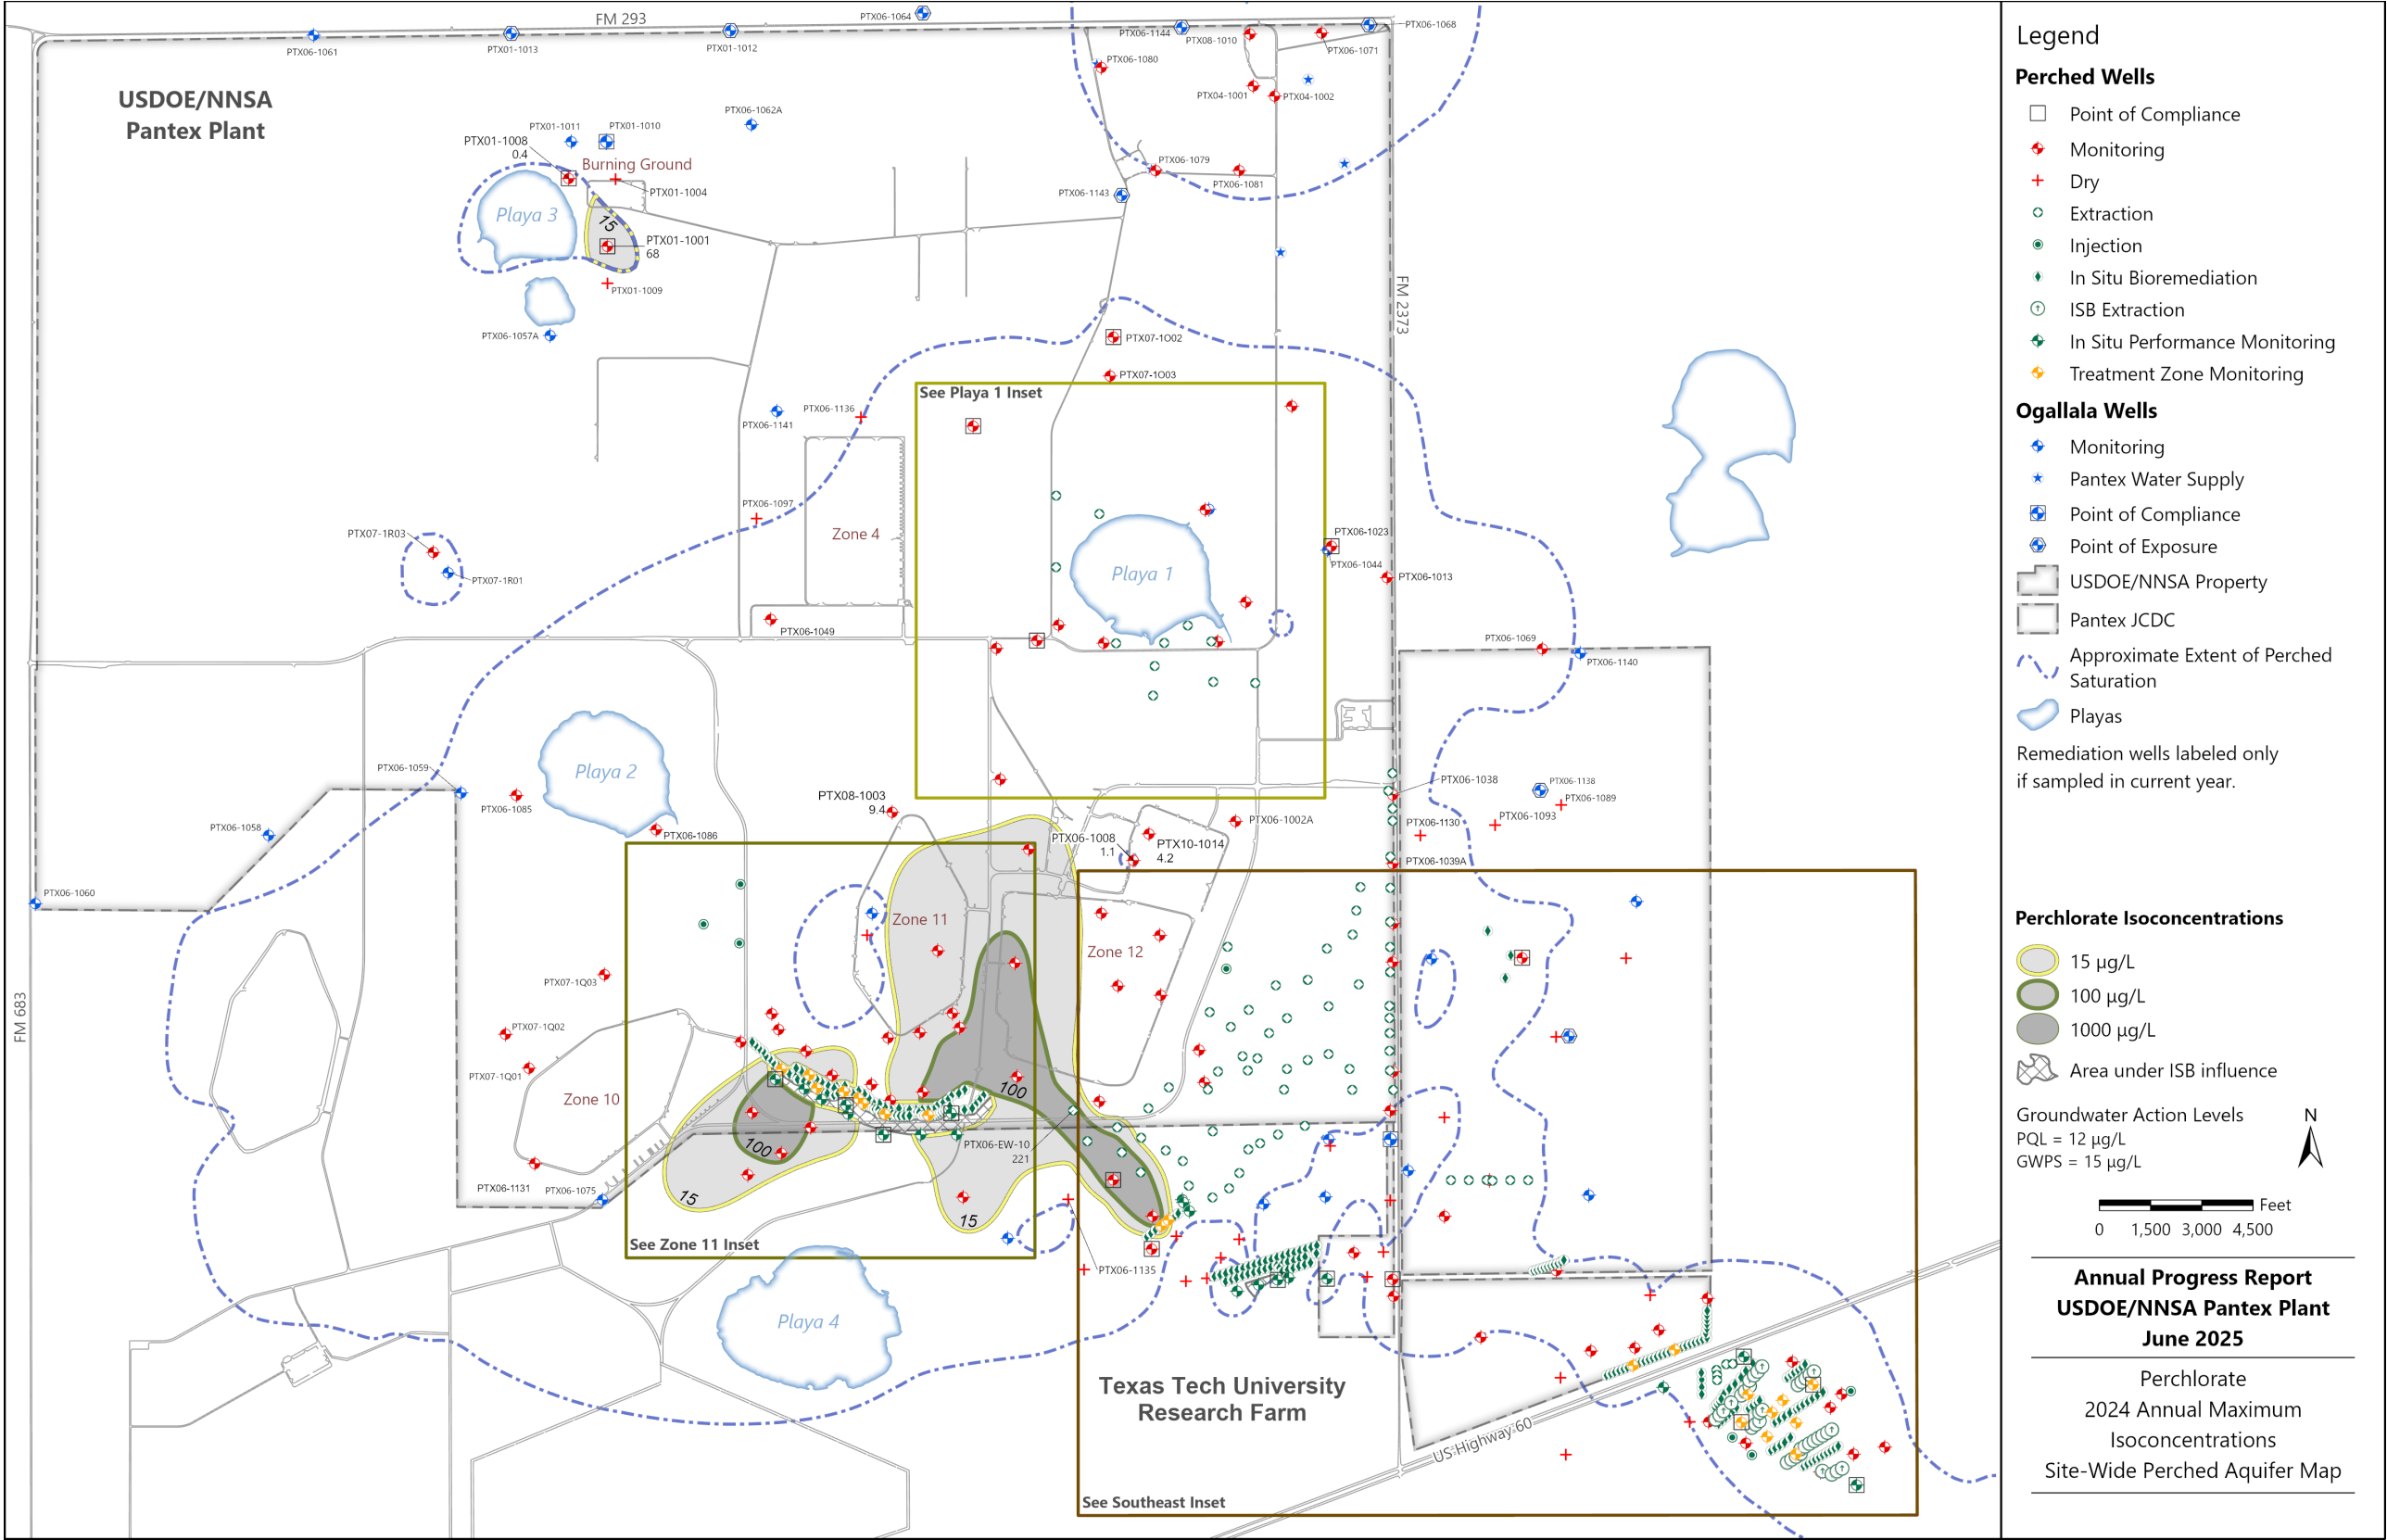 FM 293
PTX06-1064
PTX06-1068
PTX06-1061
PTX01-1013
PTX01-1012
PTX06-1144
PTX08-1010
PTX06-1071
PTX06-1080
PTX04-1001
PTX04-1002
USDOE/NNSA
Pantex Plant
PTX06-1062A
PTX01-1011
PTX01-1010
PTX01-1008
0.4
Burning Ground
PTX01-1004
Playa 3
15
PTX01-1001
68
PTX01-1009
PTX06-1057A
PTX06-1079
PTX06-1081
PTX06-1143
FM 2373
PTX07-1O02
PTX07-1O03
See Playa 1 Inset
PTX06-1136
PTX06-1141
PTX06-1097
Zone 4
PTX07-1R03
PTX07-1R01
Playa 1
PTX06-1023
PTX06-1044
PTX06-1013
PTX06-1049
PTX06-1069
PTX06-1140
Playa 2
PTX06-1059
PTX06-1085
PTX06-1058
PTX06-1086
PTX06-1060
PTX08-1003
9.4
PTX06-1008
1.1
PTX10-1014
4.2
PTX06-1002A
PTX06-1038
PTX06-1138
PTX06-1089
PTX06-1093
PTX06-1130
PTX06-1039A
Zone 11
Zone 12
PTX07-1Q03
PTX07-1Q02
PTX07-1Q01
FM 683
Zone 10
100
100
PTX06-EW-10
221
PTX06-1131
PTX06-1075
15
15
See Zone 11 Inset
PTX06-1135
Playa 4
Texas Tech University
Research Farm
US Highway 60
See Southeast Inset
Legend
Perched Wells
Point of Compliance
Monitoring
Dry
Extraction
Injection
In Situ Bioremediation
ISB Extraction
In Situ Performance Monitoring
Treatment Zone Monitoring
Ogallala Wells
Monitoring
Pantex Water Supply
Point of Compliance
Point of Exposure
USDOE/NNSA Property
Pantex JCDC
Approximate Extent of Perched
Saturation
Playas
Remediation wells labeled only
if sampled in current year.
Perchlorate Isoconcentrations
15 µg/L
100 µg/L
1000 µg/L
Area under ISB influence
Groundwater Action Levels
PQL = 12 µg/L
GWPS = 15 µg/L
N
Feet
0 1,500 3,000 4,500
Annual Progress Report
USDOE/NNSA Pantex Plant
June 2025
Perchlorate
2024 Annual Maximum
Isoconcentrations
Site-Wide Perched Aquifer Map